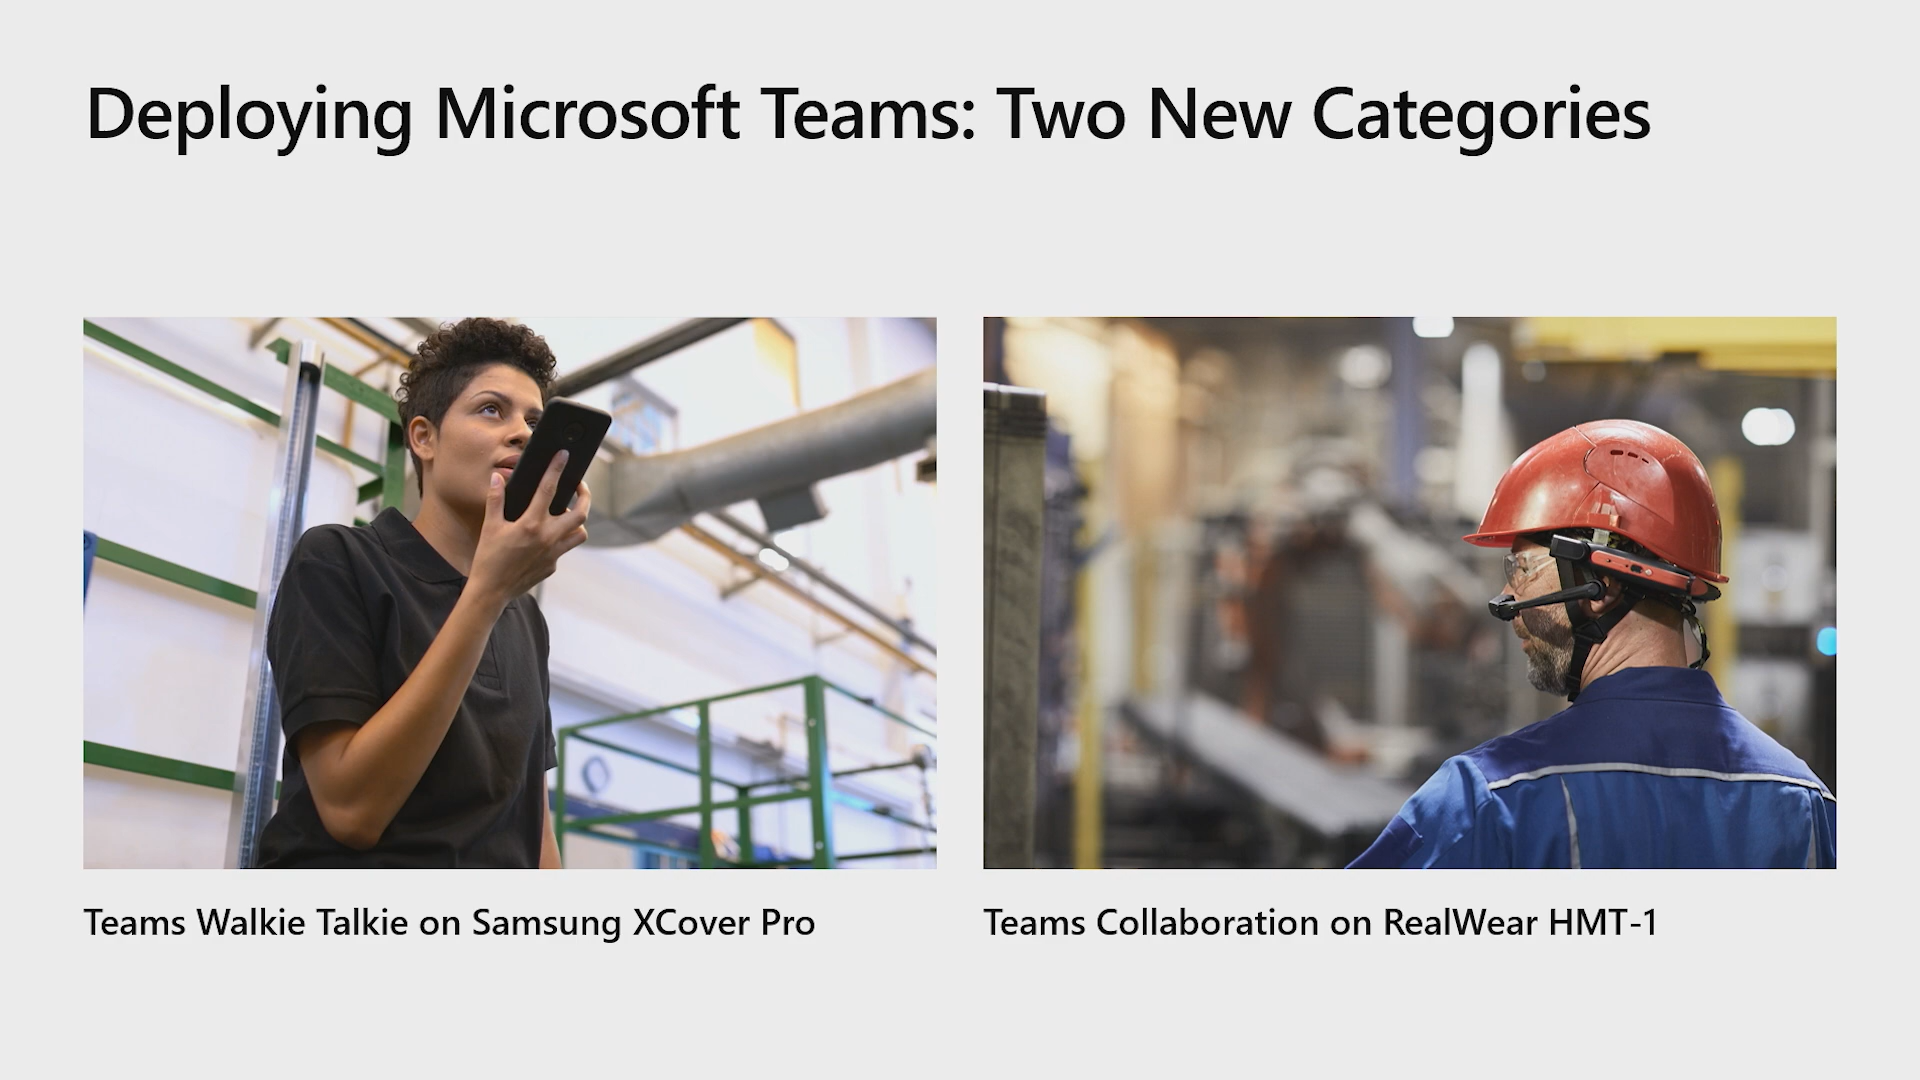 Deploying Microsoft Teams: Two New Categories
Teams Walkie Talkie on Samsung XCover Pro
Teams Collaboration on RealWear HMT-1